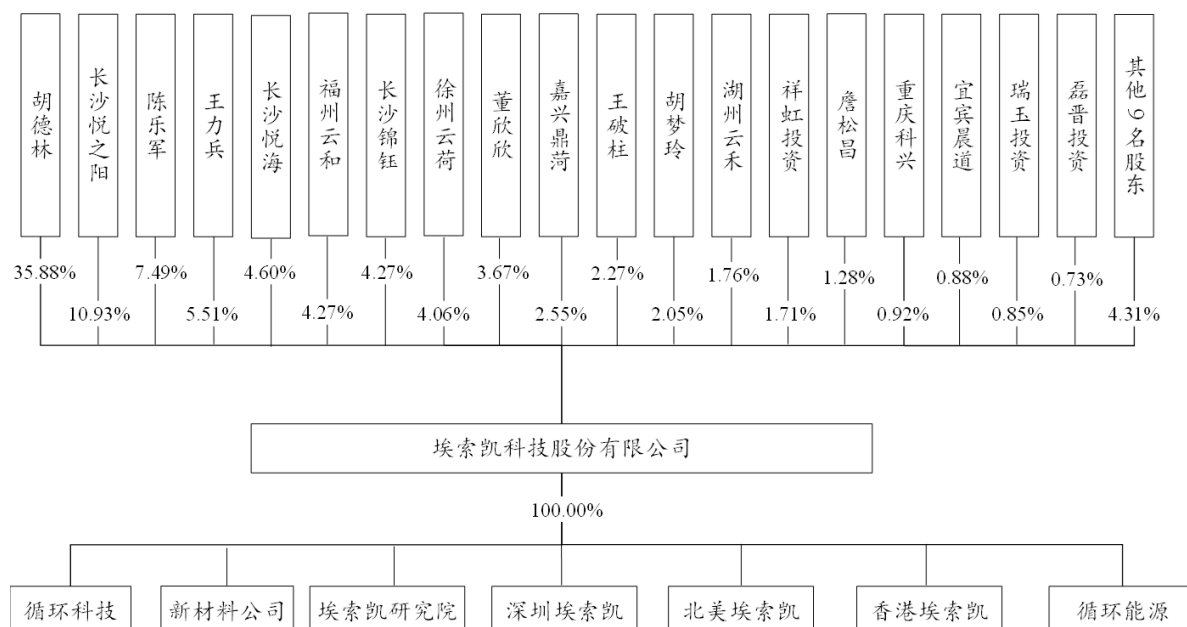 胡德林
长沙悦之阳
陈乐军
王力兵
长沙悦海
福州云和
长沙锦钰
徐州云荷
董欣欣
嘉兴鼎菏
王破柱
胡梦玲
湖州云禾
祥虹投资
詹松昌
重庆科兴
宜宾晨道
瑞玉投资
磊晋投资
其他9名股东
35.88%
7.49%
4.60%
4.27%
3.67%
2.27%
1.76%
1.28%
0.88%
0.73%
10.93%
5.51%
4.27%
4.06%
2.55%
2.05%
1.71%
0.92%
0.85%
4.31%
埃索凯科技股份有限公司
100.00%
循环科技
新材料公司
埃索凯研究院
深圳埃索凯
北美埃索凯
香港埃索凯
循环能源